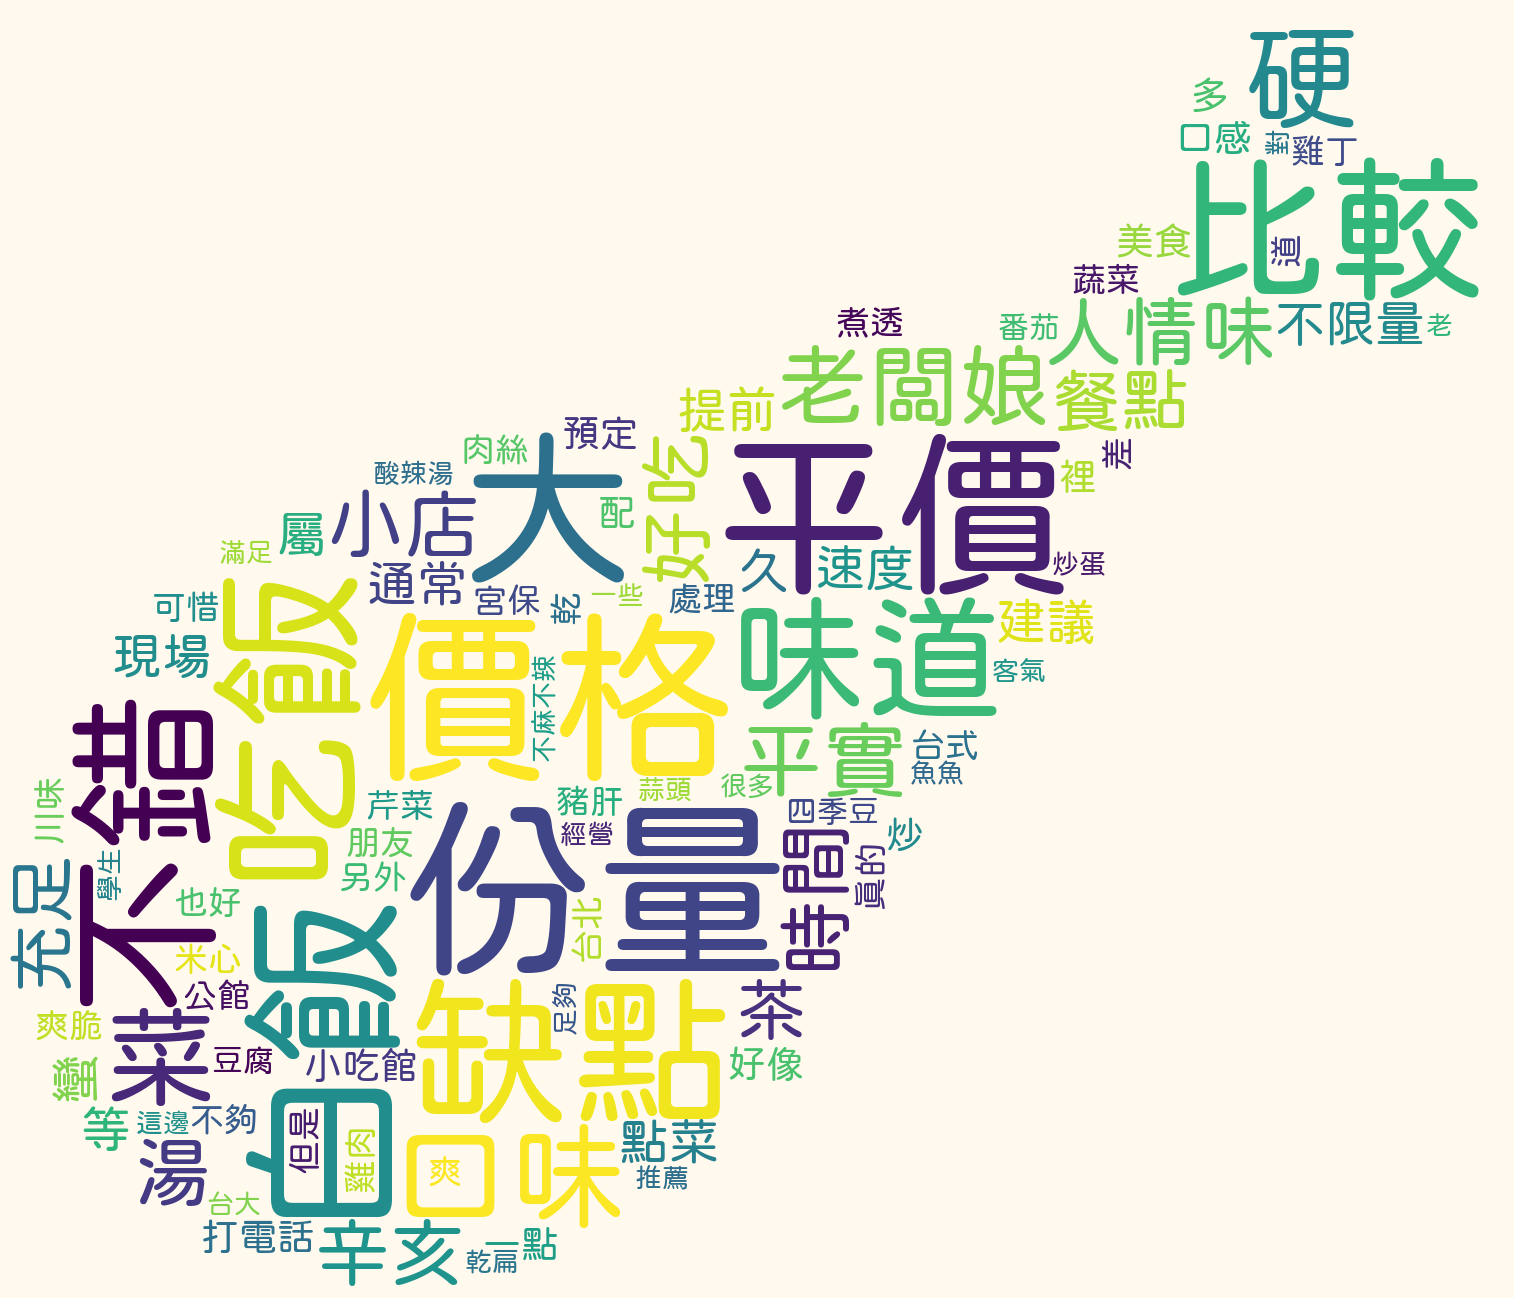 硬
多
口感
對
雞丁
比較
道
美食
蔬菜
人情味
不限量
老
番茄
煮透
老闆娘
餐點
提前
預定
肉絲
酸辣湯
大
好吃
配
平價
裡
差
小店
屬
滿足
通常
宮保
乾
一些
處理
久
速度
炒蛋
可惜
現場
吃飯
價格
不麻不辣
味道
建議
客氣
平實
台式
魚魚
不錯
川味
芹菜
豬肝
蒜頭
很多
四季豆
經營
朋友
另外
份量
台北
時間
真的
炒
充足
學生
也好
米心
公館
白飯
缺點
足夠
茶
好像
爽脆
菜
豆腐
小吃館
蠻
等
這邊
不夠
湯
但是
雞肉
口味
爽
點菜
推薦
台大
打電話
辛亥
一點
乾扁